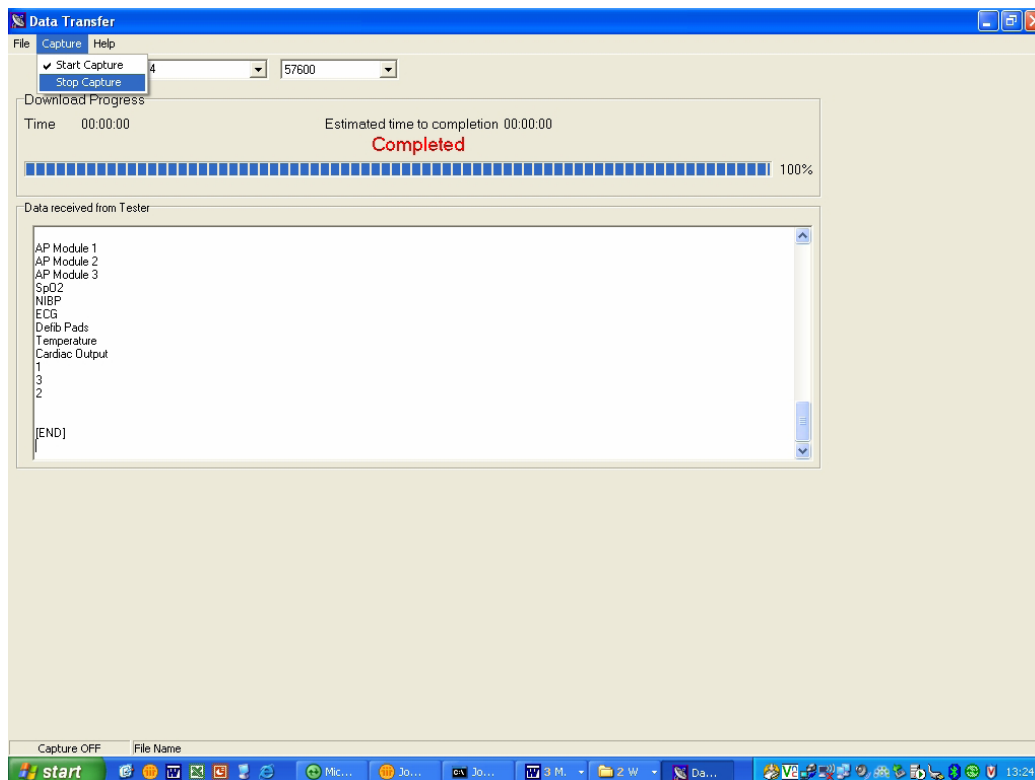 Data Transfer
File Capture Help
Start Capture
Stop Capture
4 57600
Download Progress
Time 00:00:00 Estimated time to completion 00:00:00
Completed
100%
Data received from Tester
AP Module 1
AP Module 2
AP Module 3
SpO2
NIBP
ECG
Defib Pads
Temperature
Cardiac Output
1
3
2
[END]
Capture OFF File Name
start Mic... Jo... Jo... 3 M. 2 W Da...